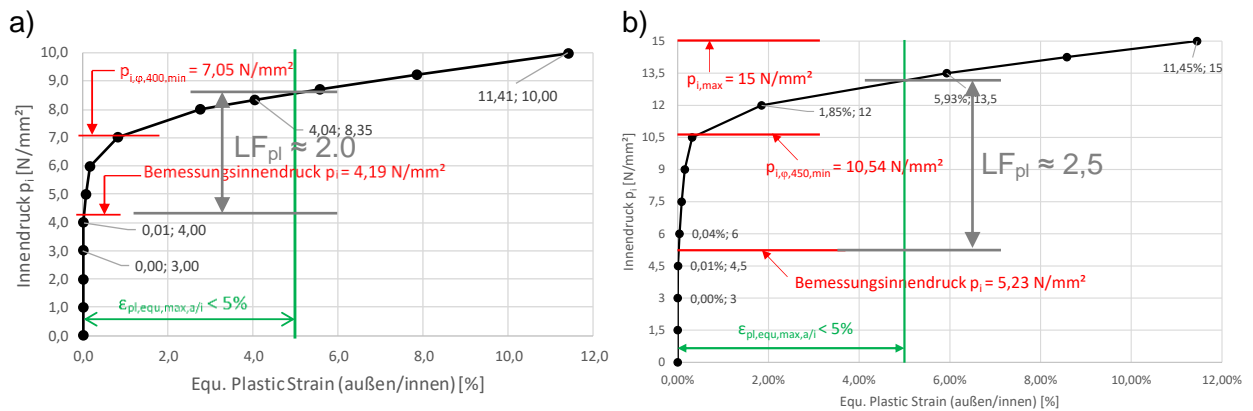 a)
Innendruck pᵢ [N/mm²]
10,0
9,0
8,0
7,0
6,0
5,0
4,0
3,0
2,0
1,0
0,0
p_i,φ,400,min = 7,05 N/mm²
11,41; 10,00
4,04; 8,35
LF_pl ≈ 2.0
Bemessungsinnendruck pᵢ = 4,19 N/mm²
0,01; 4,00
0,00; 3,00
ε_pl,equ,max,a/i < 5%
0,0 2,0 4,0 6,0 8,0 10,0 12,0
Equ. Plastic Strain (außen/innen) [%]
b)
Innendruck pᵢ [N/mm²]
15
13,5
12
10,5
9
7,5
6
4,5
3
1,5
0
p_i,max = 15 N/mm²
11,45%; 15
5,93%; 13,5
1,85%; 12
p_i,φ,450,min = 10,54 N/mm²
LF_pl ≈ 2,5
0,04%; 6
0,01%; 4,5
Bemessungsinnendruck pᵢ = 5,23 N/mm²
0,00%; 3
ε_pl,equ,max,a/i < 5%
0,00% 2,00% 4,00% 6,00% 8,00% 10,00% 12,00%
Equ. Plastic Strain (außen/innen) [%]